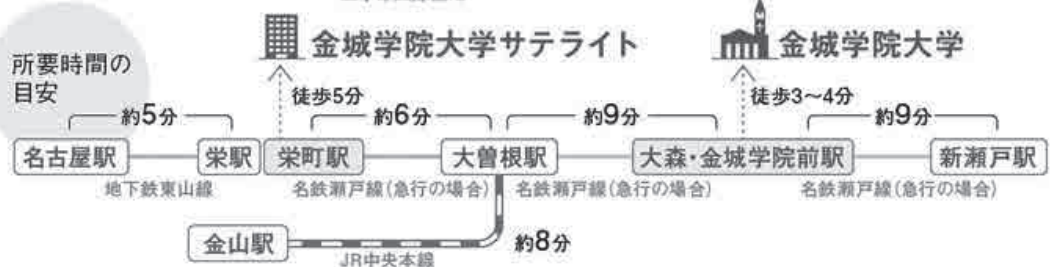 所要時間の
目安
金城学院大学サテライト
金城学院大学
徒歩5分
徒歩3〜4分
約5分
約6分
約9分
約9分
名古屋駅
栄駅
栄町駅
大曽根駅
大森・金城学院前駅
新瀬戸駅
地下鉄東山線
名鉄瀬戸線(急行の場合)
名鉄瀬戸線(急行の場合)
名鉄瀬戸線(急行の場合)
金山駅
約8分
JR中央本線